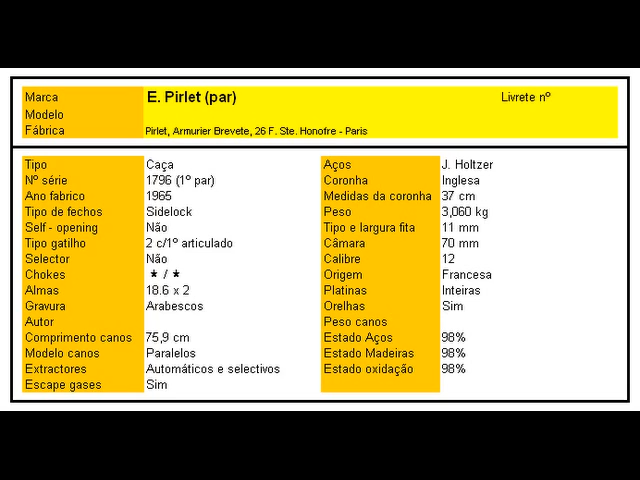 Marca E. Pirlet (par) Livrete nº
Modelo
Fábrica Pirlet, Armurier Brevete, 26 F. Ste. Honofre - Paris
Tipo Caça
Nº série 1796 (1º par)
Ano fabrico 1965
Tipo de fechos Sidelock
Self - opening Não
Tipo gatilho 2 c/1º articulado
Selector Não
Chokes * / *
Almas 18.6 x 2
Gravura Arabescos
Autor
Comprimento canos 75,9 cm
Modelo canos Paralelos
Extractores Automáticos e selectivos
Escape gases Sim
Aços J. Holtzer
Coronha Inglesa
Medidas da coronha 37 cm
Peso 3,060 kg
Tipo e largura fita 11 mm
Câmara 70 mm
Calibre 12
Origem Francesa
Platinas Inteiras
Orelhas Sim
Peso canos
Estado Aços 98%
Estado Madeiras 98%
Estado oxidação 98%